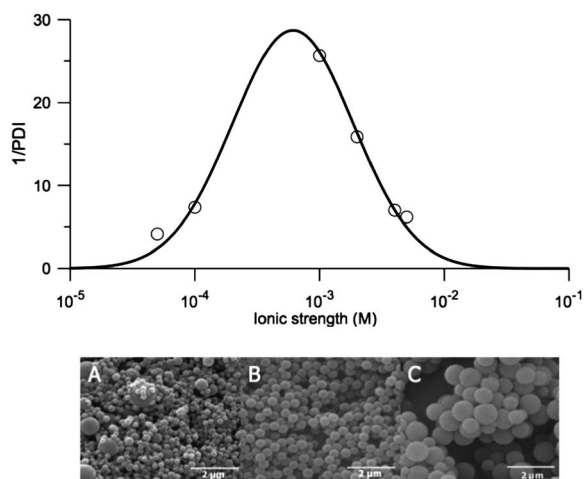 30
20
10
0
1/PDI
10-5 10-4 10-3 10-2 10-1
Ionic strength (M)
A B C
2 µm 2 µm 2 µm